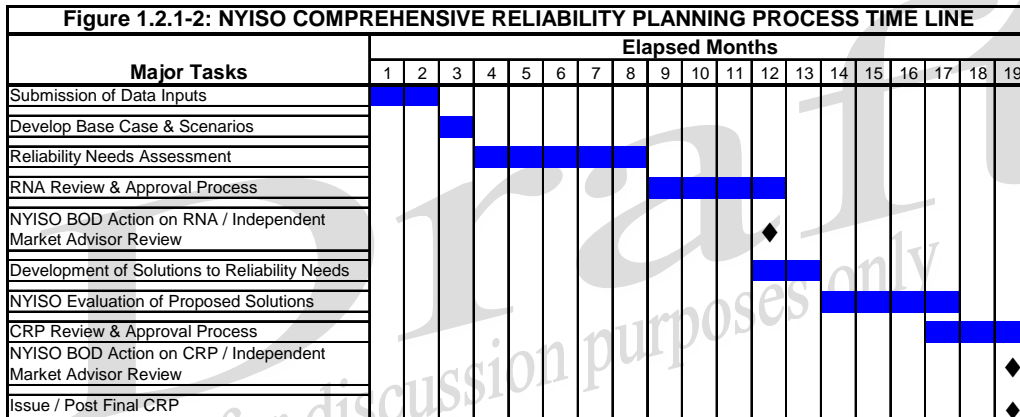 Figure 1.2.1-2: NYISO COMPREHENSIVE RELIABILITY PLANNING PROCESS TIME LINE
Elapsed Months
Major Tasks 1 2 3 4 5 6 7 8 9 10 11 12 13 14 15 16 17 18 19
Submission of Data Inputs
Develop Base Case & Scenarios
Reliability Needs Assessment
RNA Review & Approval Process
NYISO BOD Action on RNA / Independent
Market Advisor Review
Development of Solutions to Reliability Needs
NYISO Evaluation of Proposed Solutions
CRP Review & Approval Process
NYISO BOD Action on CRP / Independent
Market Advisor Review
Issue / Post Final CRP
Draft
for discussion purposes only